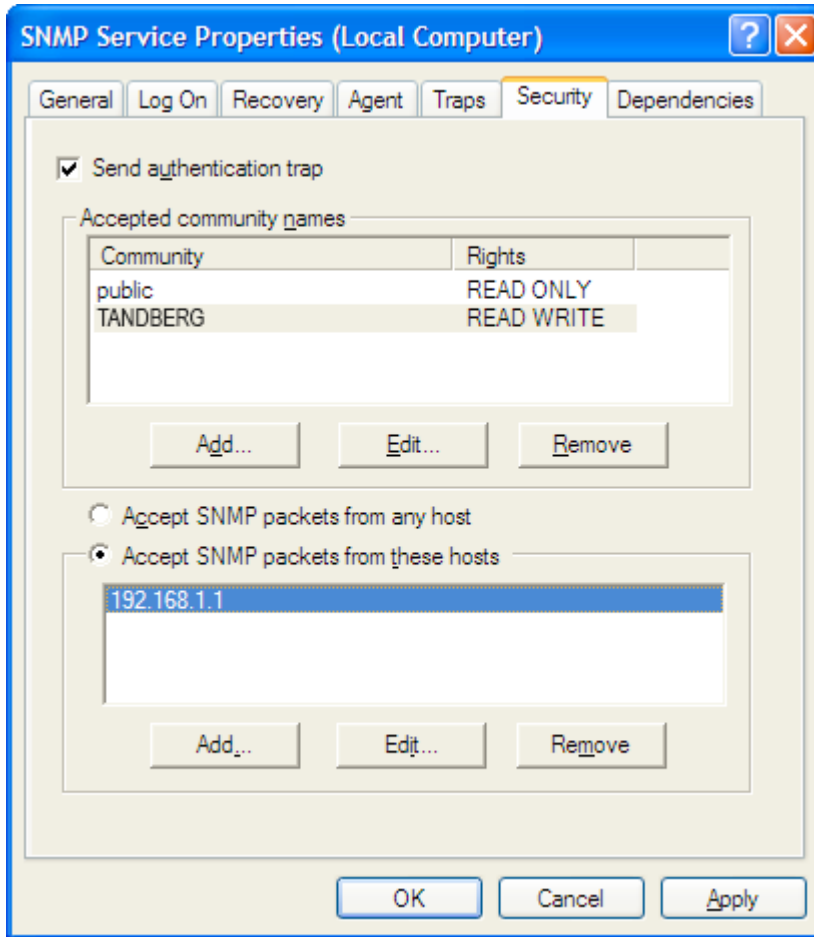 SNMP Service Properties (Local Computer)
General Log On Recovery Agent Traps Security Dependencies
Send authentication trap
Accepted community names
Community Rights
public READ ONLY
TANDBERG READ WRITE
Add... Edit... Remove
Accept SNMP packets from any host
Accept SNMP packets from these hosts
192.168.1.1
Add... Edit... Remove
OK Cancel Apply